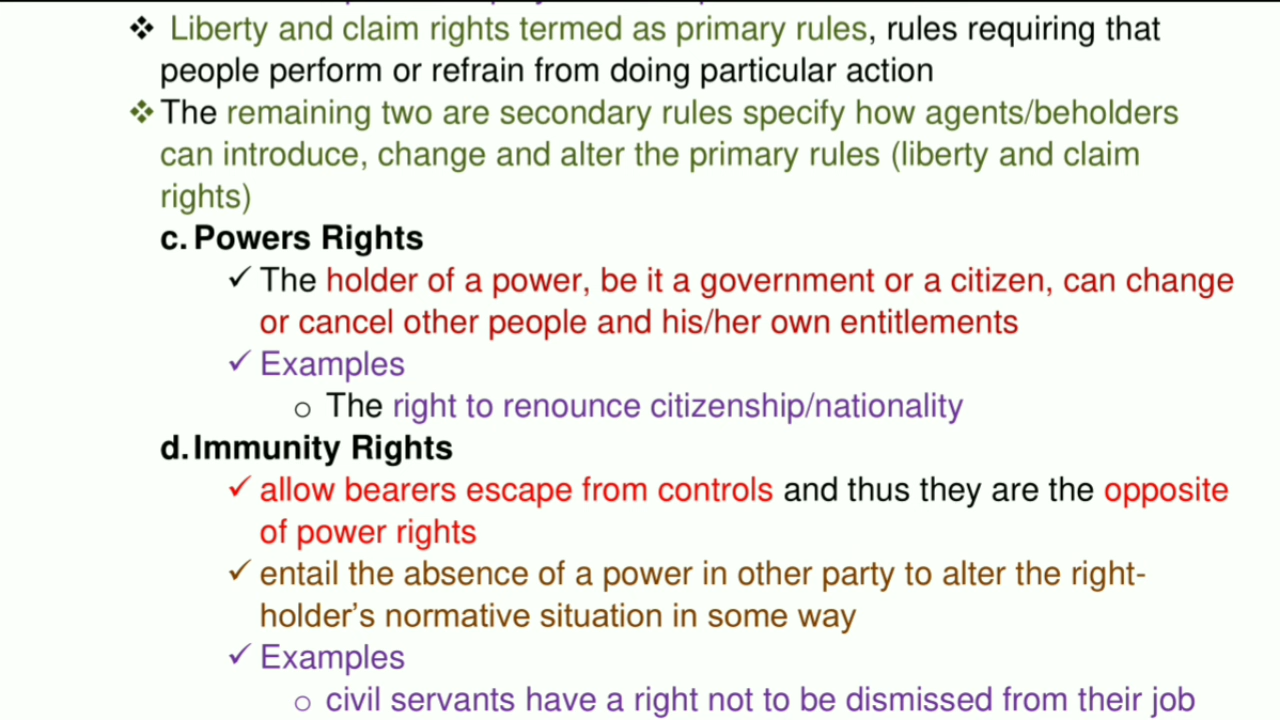 ❖ Liberty and claim rights termed as primary rules, rules requiring that
people perform or refrain from doing particular action
❖ The remaining two are secondary rules specify how agents/beholders
can introduce, change and alter the primary rules (liberty and claim
rights)
c. Powers Rights
✓ The holder of a power, be it a government or a citizen, can change
or cancel other people and his/her own entitlements
✓ Examples
o The right to renounce citizenship/nationality
d. Immunity Rights
✓ allow bearers escape from controls and thus they are the opposite
of power rights
✓ entail the absence of a power in other party to alter the right-
holder’s normative situation in some way
✓ Examples
o civil servants have a right not to be dismissed from their job